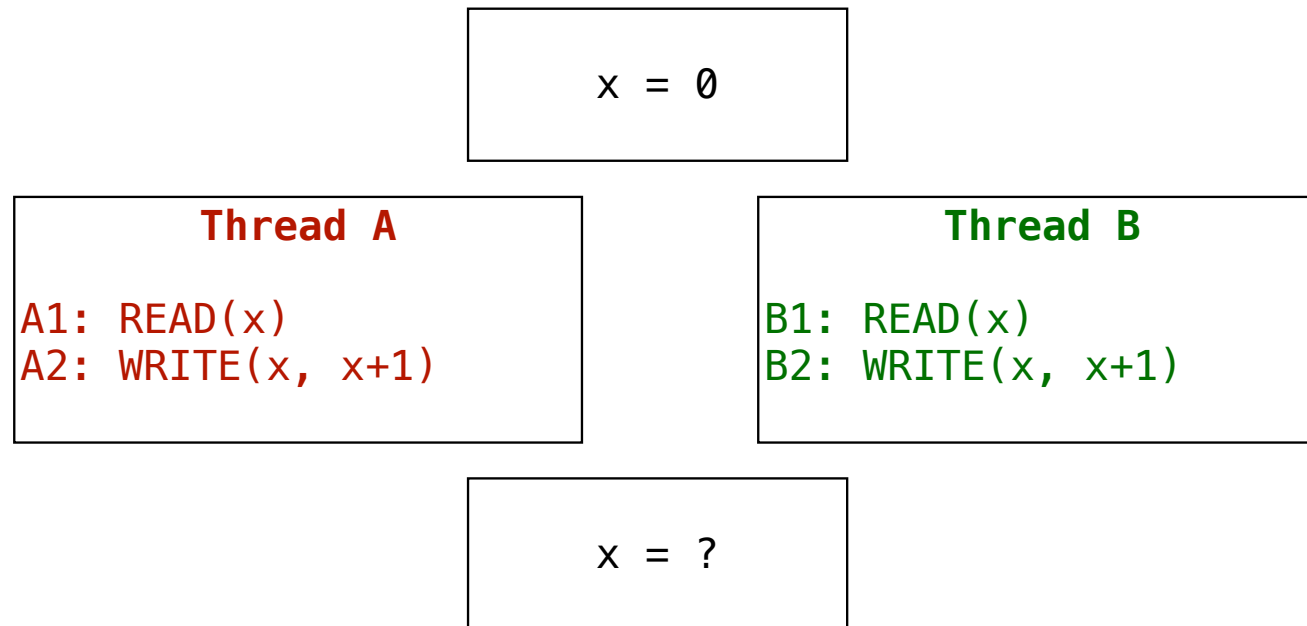 x = 0
Thread A
A1: READ(x)
A2: WRITE(x, x+1)
Thread B
B1: READ(x)
B2: WRITE(x, x+1)
x = ?